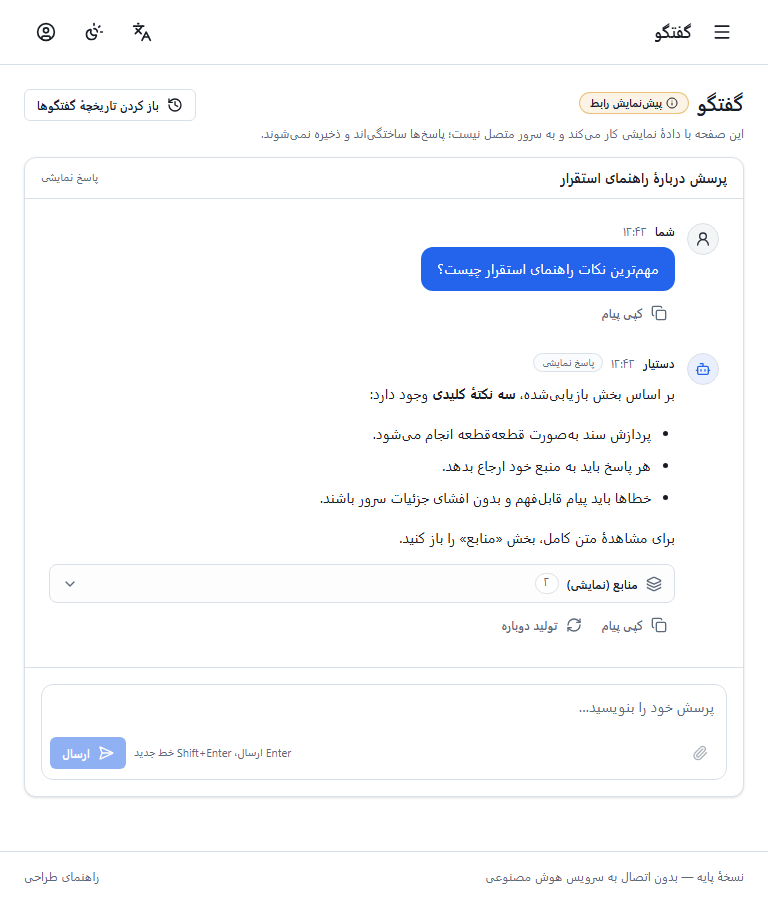 گفتگو
گفتگو
پیش‌نمایش رابط
باز کردن تاریخچهٔ گفتگوها
این صفحه با دادهٔ نمایشی کار می‌کند و به سرور متصل نیست؛ پاسخ‌ها ساختگی‌اند و ذخیره نمی‌شوند.
پرسش دربارهٔ راهنمای استقرار
پاسخ نمایشی
شما ۱۲:۴۲
مهم‌ترین نکات راهنمای استقرار چیست؟
کپی پیام
دستیار ۱۲:۴۲ پاسخ نمایشی
بر اساس بخش بازیابی‌شده، سه نکتهٔ کلیدی وجود دارد:
• پردازش سند به‌صورت قطعه‌قطعه انجام می‌شود.
• هر پاسخ باید به منبع خود ارجاع بدهد.
• خطاها باید پیام قابل‌فهم و بدون افشای جزئیات سرور باشند.
برای مشاهدهٔ متن کامل، بخش «منابع» را باز کنید.
منابع (نمایشی) ۲
کپی پیام تولید دوباره
پرسش خود را بنویسید...
Enter ارسال، Shift+Enter خط جدید
ارسال
نسخهٔ پایه — بدون اتصال به سرویس هوش مصنوعی
راهنمای طراحی